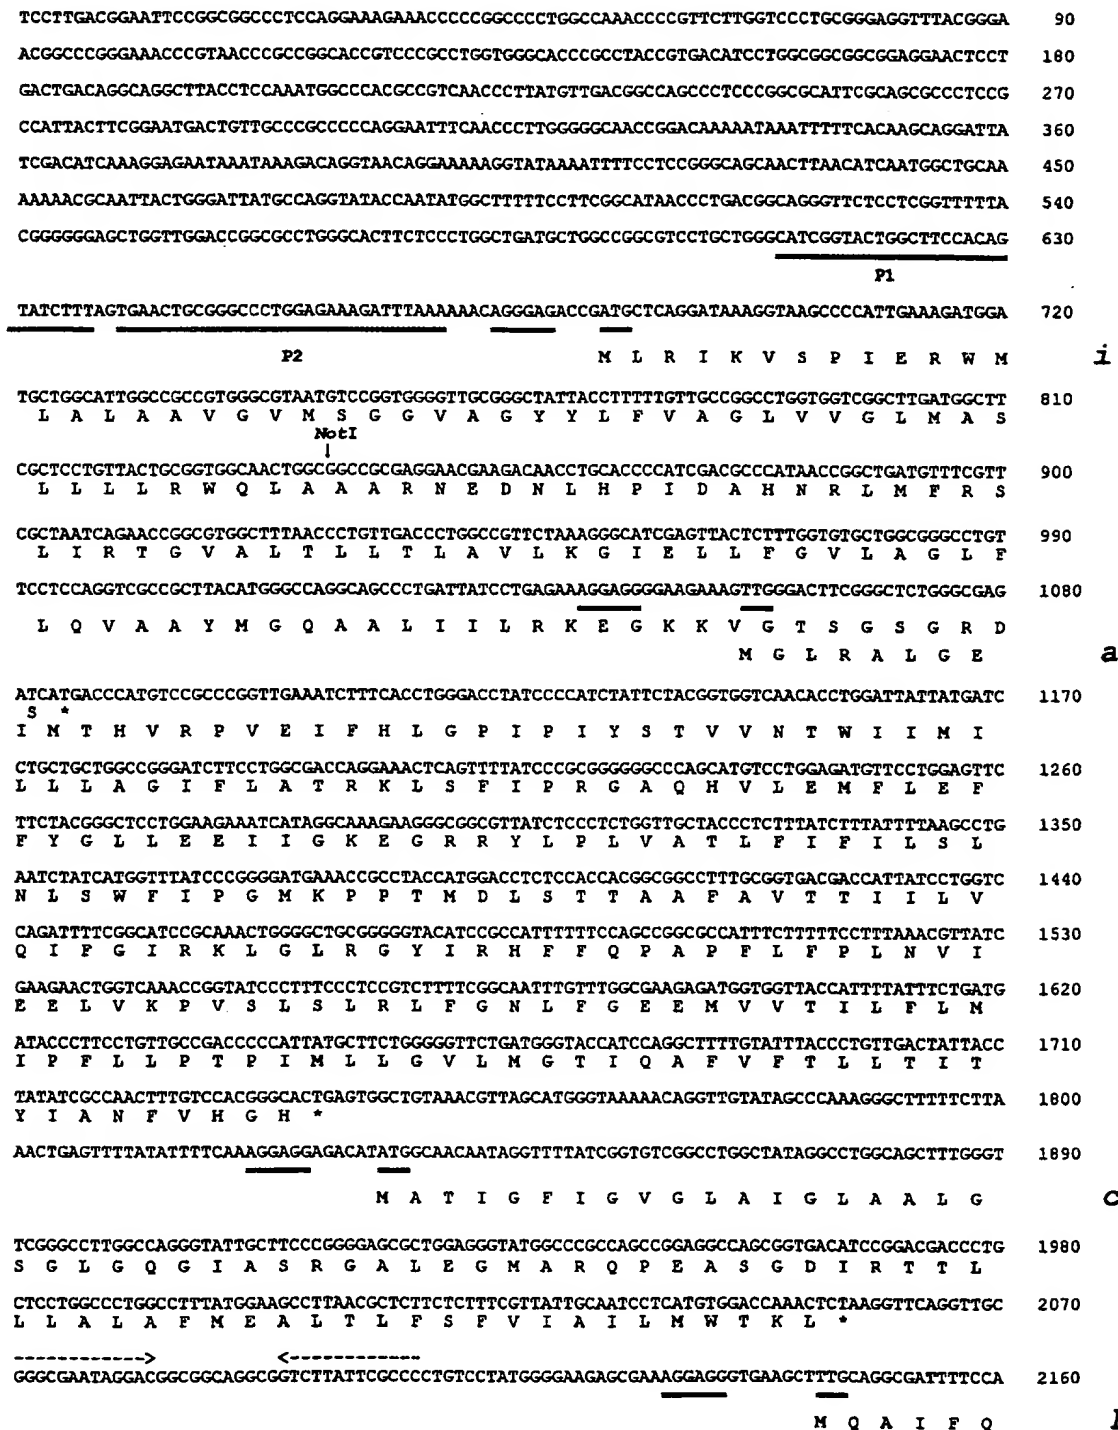 TCCTTGACGGAATTCCGGCGGCCCTCCAGGAAAGAAACCCCCGGCCCCTGGCCAAACCCCGTTCTTGGTCCCTGCGGGAGGTTTACGGGA 90
ACGGCCCGGGAAACCCGTAACCCGCCGGCACCGTCCCGCCTGGTGGGCACCCGCCTACCGTGACATCCTGGCGGCGGCGGAGGAACTCCT 180
GACTGACAGGCAGGCTTACCTCCAAATGGCCCACGCCGTCAACCCTTATGTTGACGGCCAGCCCTCCCGGCGCATTCGCAGCGCCCTCCG 270
CCATTACTTCGGAATGACTGTTGCCCGCCCCCAGGAATTTCAACCCTTGGGGGCAACCGGACAAAAATAAATTTTTCACAAGCAGGATTA 360
TCGACATCAAAGGAGAATAAATAAAGACAGGTAACAGGAAAAAGGTATAAAATTTTCCTCCGGGCAGCAACTTAACATCAATGGCTGCAA 450
AAAAACGCAATTACTGGGATTATGCCAGGTATACCAATATGGCTTTTTCCTTCGGCATAACCCTGACGGCAGGGTTCTCCTCGGTTTTTA 540
CGGGGGGAGCTGGTTGGACCGGCGCCTGGGCACTTCTCCCTGGCTGATGCTGGCCGGCGTCCTGCTGGGCATCGGTACTGGCTTCCACAG 630
P1
TATCTTTAGTGAACTGCGGGCCCTGGAGAAAGATTTAAAAAACAGGGAGACCGATGCTCAGGATAAAGGTAAGCCCCATTGAAAGATGGA 720
P2 M L R I K V S P I E R W M i
TGCTGGCATTGGCCGCCGTGGGCGTAATGTCCGGTGGGGTTGCGGGCTATTACCTTTTTGTTGCCGGCCTGGTGGTCGGCTTGATGGCTT 810
L A L A A V G V M S G G V A G Y Y L F V A G L V V G L M A S
NotI
CGCTCCTGTTACTGCGGTGGCAACTGGCGGCCGCGAGGAACGAAGACAACCTGCACCCCATCGACGCCCATAACCGGCTGATGTTTCGTT 900
L L L L R W Q L A A A R N E D N L H P I D A H N R L M F R S
CGCTAATCAGAACCGGCGTGGCTTTAACCCTGTTGACCCTGGCCGTTCTAAAGGGCATCGAGTTACTCTTTGGTGTGCTGGCGGGCCTGT 990
L I R T G V A L T L L T L A V L K G I E L L F G V L A G L F
TCCTCCAGGTCGCCGCTTACATGGGCCAGGCAGCCCTGATTATCCTGAGAAAGGAGGGGAAGAAAGTTGGGACTTCGGGCTCTGGGCGAG 1080
L Q V A A Y M G Q A A L I I L R K E G K K V G T S G S G R D
M G L R A L G E a
ATCATGACCCATGTCCGCCCGGTTGAAATCTTTCACCTGGGACCTATCCCCATCTATTCTACGGTGGTCAACACCTGGATTATTATGATC 1170
S *
I M T H V R P V E I F H L G P I P I Y S T V V N T W I I M I
CTGCTGCTGGCCGGGATCTTCCTGGCGACCAGGAAACTCAGTTTTATCCCGCGGGGGGCCCAGCATGTCCTGGAGATGTTCCTGGAGTTC 1260
L L L A G I F L A T R K L S F I P R G A Q H V L E M F L E F
TTCTACGGGCTCCTGGAAGAAATCATAGGCAAAGAAGGGCGGCGTTATCTCCCTCTGGTTGCTACCCTCTTTATCTTTATTTTAAGCCTG 1350
F Y G L L E E I I G K E G R R Y L P L V A T L F I F I L S L
AATCTATCATGGTTTATCCCGGGGATGAAACCGCCTACCATGGACCTCTCCACCACGGCGGCCTTTGCGGTGACGACCATTATCCTGGTC 1440
N L S W F I P G M K P P T M D L S T T A A F A V T T I I L V
CAGATTTTCGGCATCCGCAAACTGGGGCTGCGGGGGTACATCCGCCATTTTTTCCAGCCGGCGCCATTTCTTTTTCCTTTAAACGTTATC 1530
Q I F G I R K L G L R G Y I R H F F Q P A P F L F P L N V I
GAAGAACTGGTCAAACCGGTATCCCTTTCCCTCCGTCTTTTCGGCAATTTGTTTGGCGAAGAGATGGTGGTTACCATTTTATTTCTGATG 1620
E E L V K P V S L S L R L F G N L F G E E M V V T I L F L M
ATACCCTTCCTGTTGCCGACCCCCATTATGCTTCTGGGGGTTCTGATGGGTACCATCCAGGCTTTTGTATTTACCCTGTTGACTATTACC 1710
I P F L L P T P I M L L G V L M G T I Q A F V F T L L T I T
TATATCGCCAACTTTGTCCACGGGCACTGAGTGGCTGTAAACGTTAGCATGGGTAAAAACAGGTTGTATAGCCCAAAGGGCTTTTTCTTA 1800
Y I A N F V H G H *
AACTGAGTTTTATATTTTCAAAGGAGGAGACATATGGCAACAATAGGTTTTATCGGTGTCGGCCTGGCTATAGGCCTGGCAGCTTTGGGT 1890
M A T I G F I G V G L A I G L A A L G c
TCGGGCCTTGGCCAGGGTATTGCTTCCCGGGGAGCGCTGGAGGGTATGGCCCGCCAGCCGGAGGCCAGCGGTGACATCCGGACGACCCTG 1980
S G L G Q G I A S R G A L E G M A R Q P E A S G D I R T T L
CTCCTGGCCCTGGCCTTTATGGAAGCCTTAACGCTCTTCTCTTTCGTTATTGCAATCCTCATGTGGACCAAACTCTAAGGTTCAGGTTGC 2070
L L A L A F M E A L T L F S F V I A I L M W T K L *
GGGCGAATAGGACGGCGGCAGGCGGTCTTATTCGCCCCTGTCCTATGGGGAAGAGCGAAAGGAGGGTGAAGCTTTGCAGGCGATTTTCCA 2160
M Q A I F Q